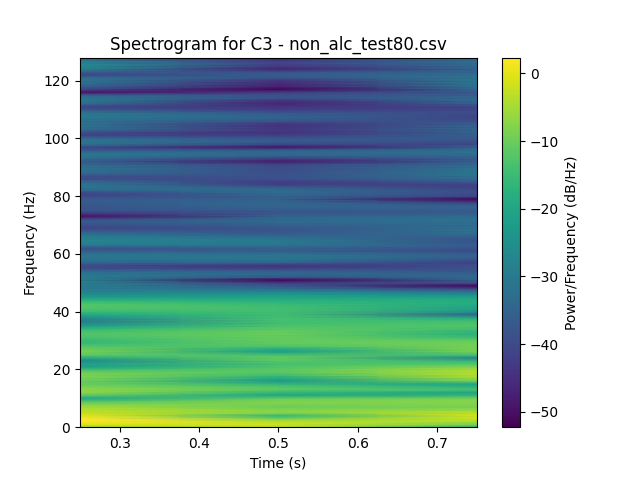 Spectrogram for C3 - non_alc_test80.csv
120
100
80
60
40
20
0
Frequency (Hz)
0.3 0.4 0.5 0.6 0.7
Time (s)
0
−10
−20
−30
−40
−50
Power/Frequency (dB/Hz)